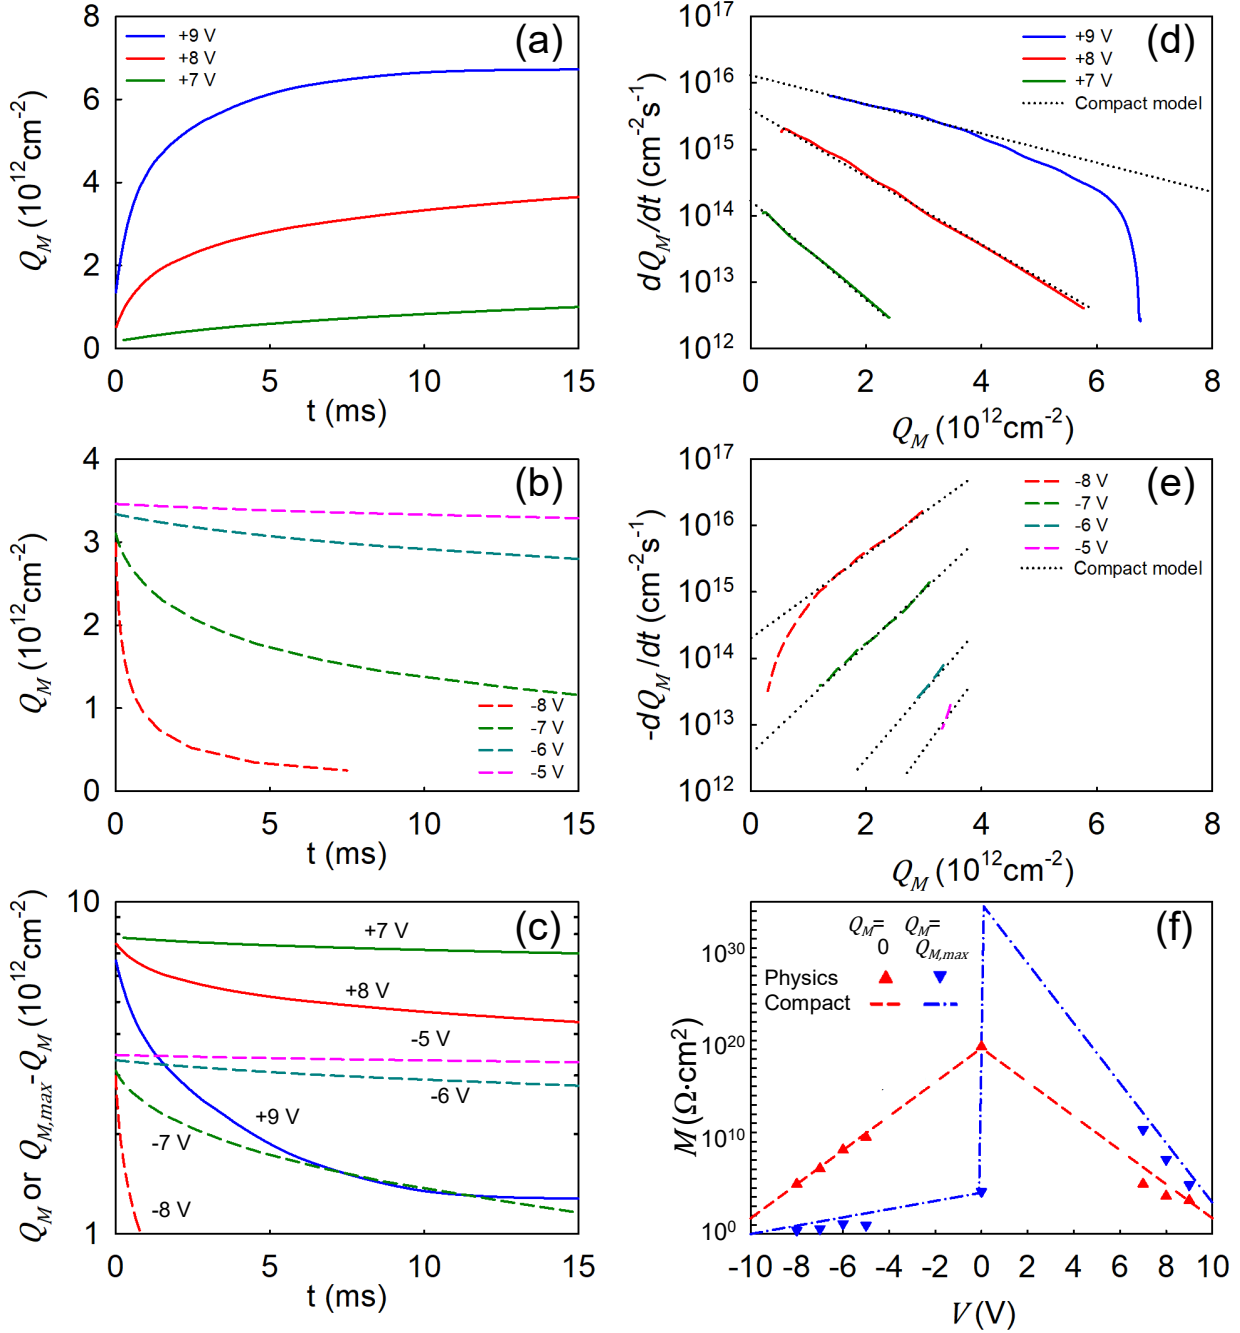 (a)
+9 V
+8 V
+7 V
8
6
4
2
0
Q_M (10^12 cm^-2)
0 5 10 15
t (ms)
(d)
+9 V
+8 V
+7 V
Compact model
10^17
10^16
10^15
10^14
10^13
10^12
dQ_M/dt (cm^-2 s^-1)
0 2 4 6 8
Q_M (10^12 cm^-2)
(b)
4
3
2
1
0
Q_M (10^12 cm^-2)
-8 V
-7 V
-6 V
-5 V
0 5 10 15
t (ms)
(e)
-8 V
-7 V
-6 V
-5 V
Compact model
10^17
10^16
10^15
10^14
10^13
10^12
-dQ_M/dt (cm^-2 s^-1)
0 2 4 6 8
Q_M (10^12 cm^-2)
(c)
10
1
Q_M or Q_M,max-Q_M (10^12 cm^-2)
+7 V
+8 V
-5 V
-6 V
+9 V
-7 V
-8 V
0 5 10 15
t (ms)
(f)
Q_M= Q_M=
0 Q_M,max
Physics
Compact
10^30
10^20
10^10
10^0
M (Ω·cm^2)
-10 -8 -6 -4 -2 0 2 4 6 8 10
V (V)